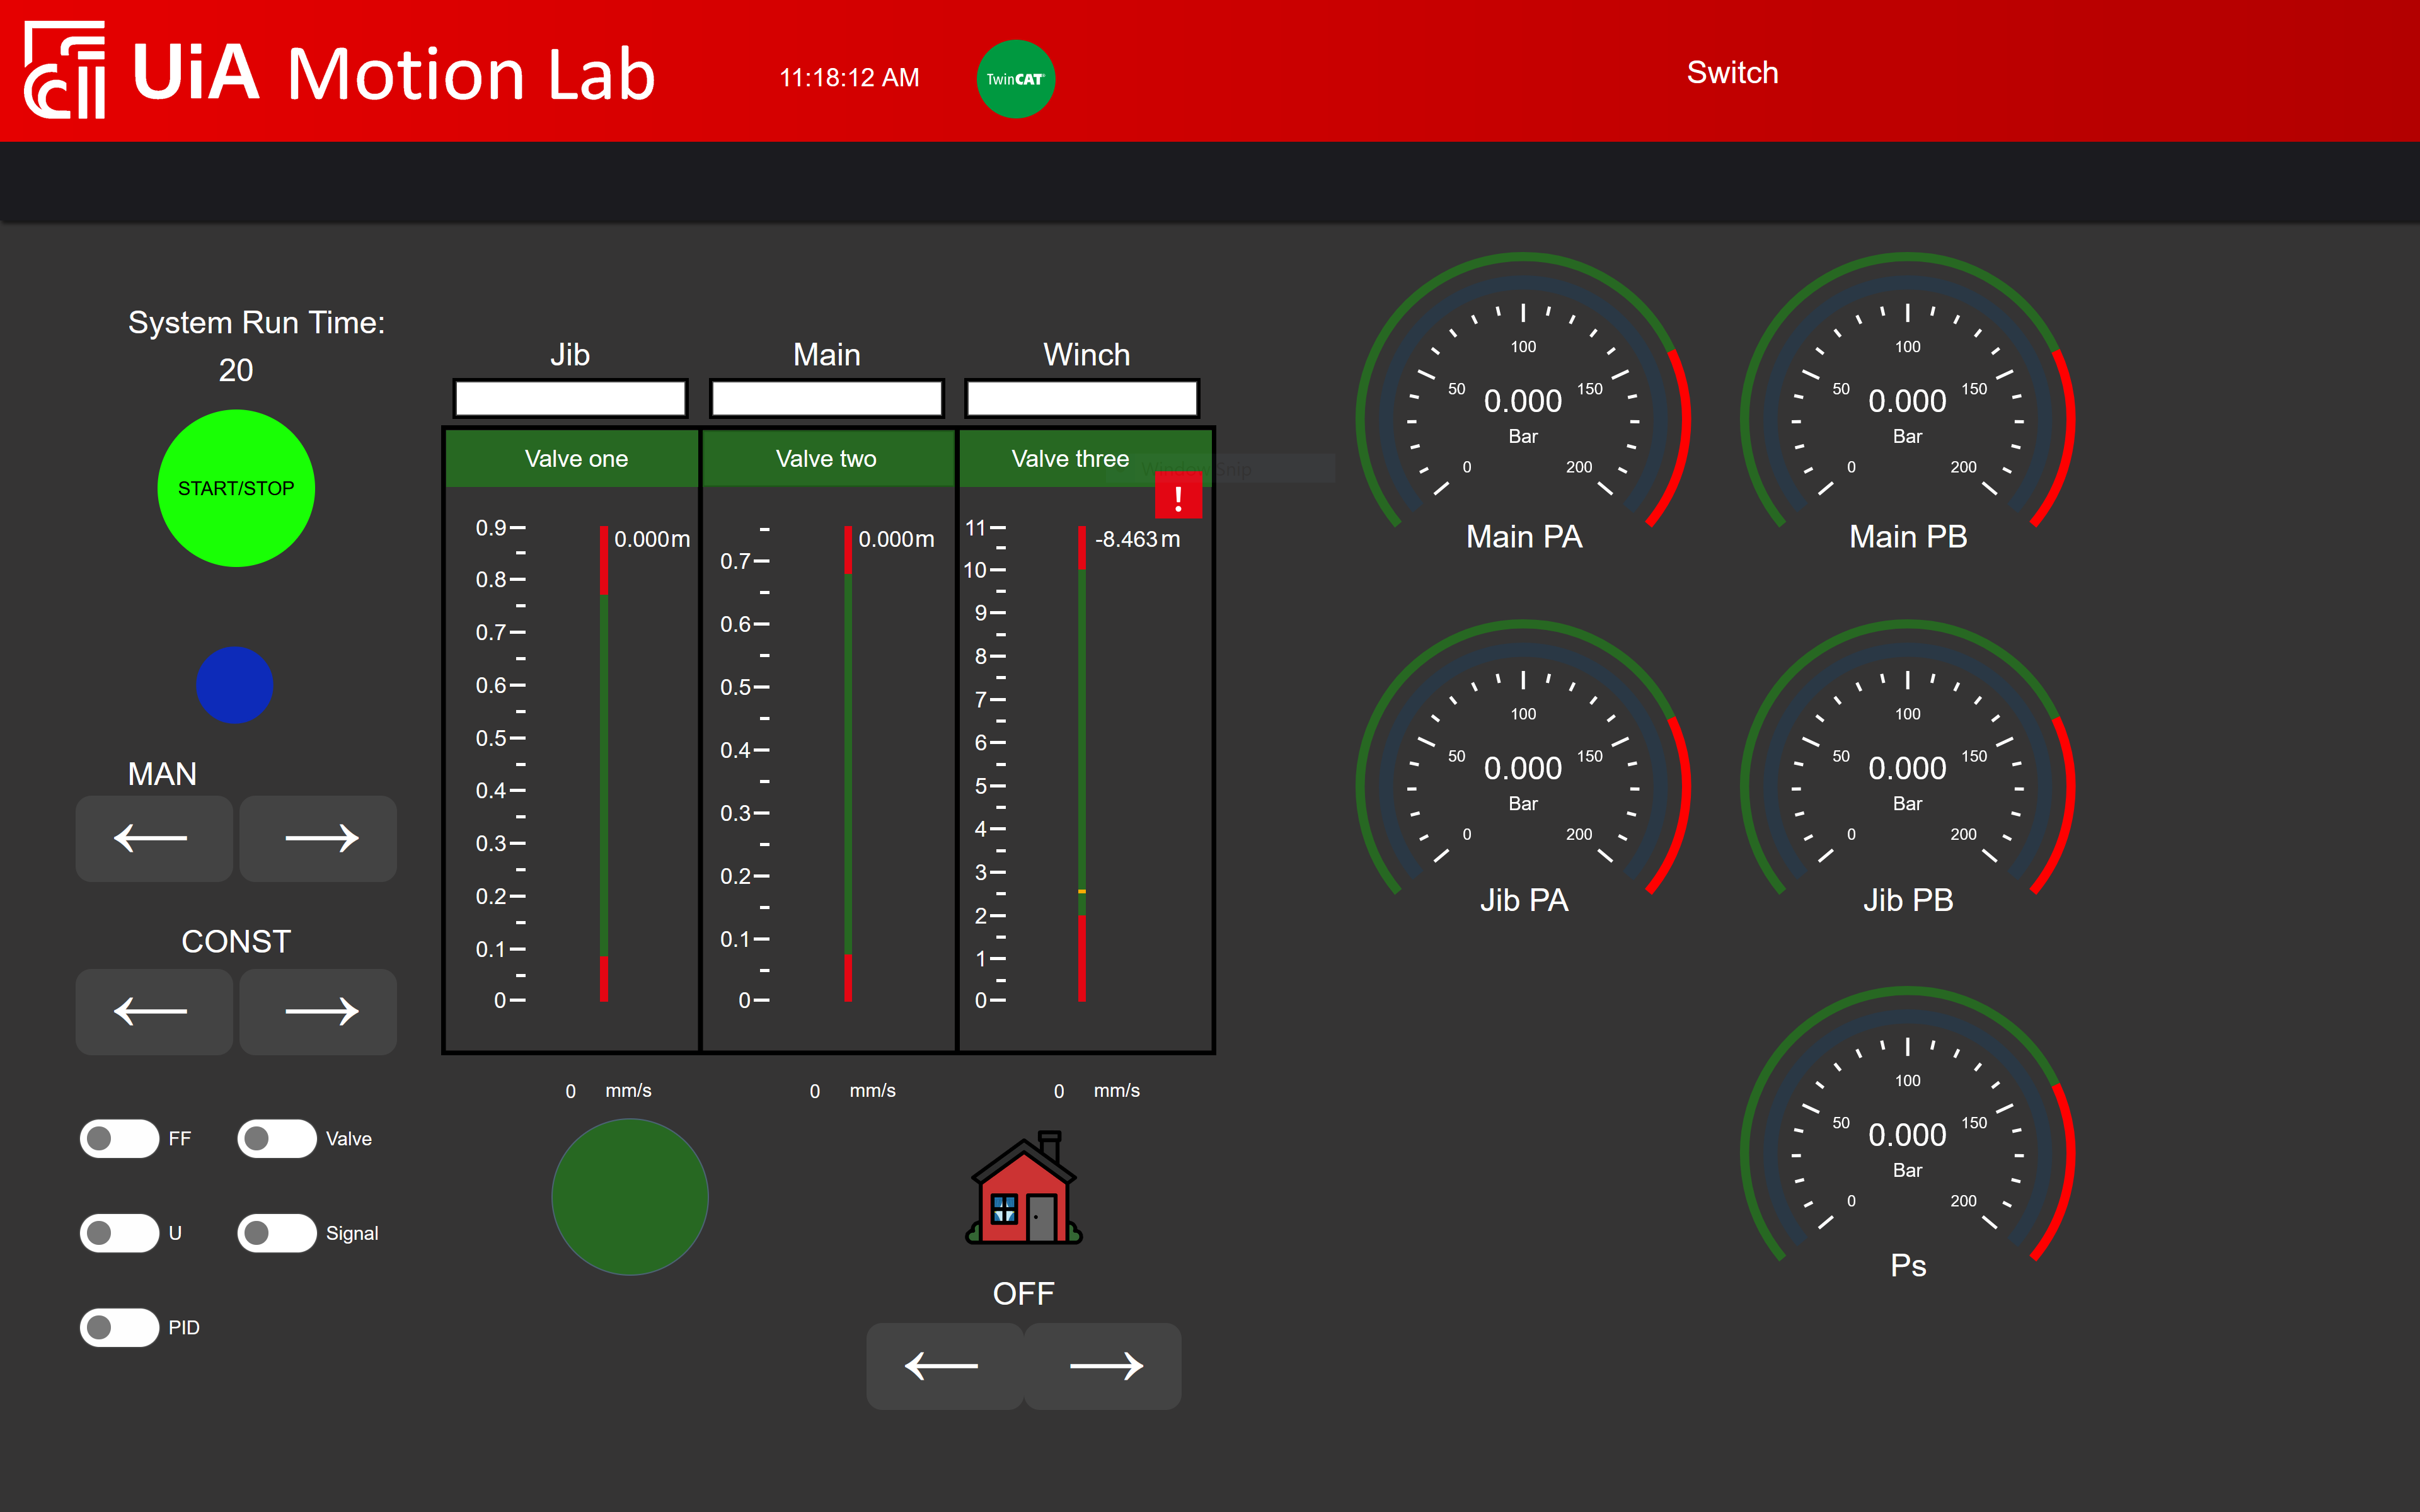 UiA Motion Lab
11:18:12 AM
TwinCAT
Switch
System Run Time:
20
START/STOP
MAN
CONST
FF
Valve
U
Signal
PID
Jib
Main
Winch
Valve one
Valve two
Valve three
Window Snip
!
0.9
0.8
0.7
0.6
0.5
0.4
0.3
0.2
0.1
0
0.000m
0.7
0.6
0.5
0.4
0.3
0.2
0.1
0
0.000m
11
10
9
8
7
6
5
4
3
2
1
0
-8.463m
0 mm/s
0 mm/s
0 mm/s
OFF
0
50
100
150
200
0.000
Bar
Main PA
0
50
100
150
200
0.000
Bar
Main PB
0
50
100
150
200
0.000
Bar
Jib PA
0
50
100
150
200
0.000
Bar
Jib PB
0
50
100
150
200
0.000
Bar
Ps